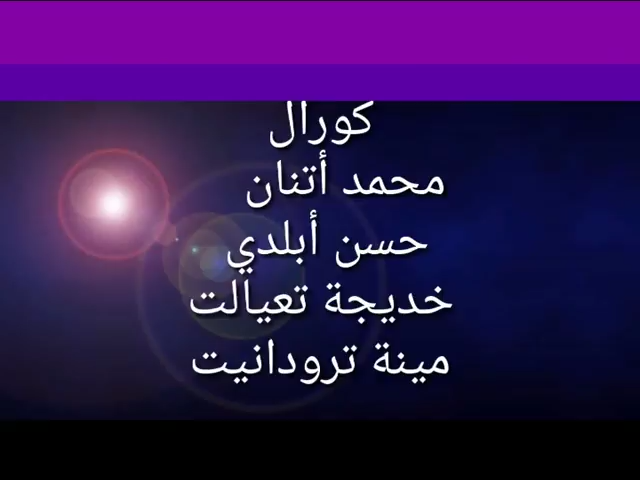 كورال
محمد أتنان
حسن أبلدي
خديجة تعيالت
مينة ترودانيت